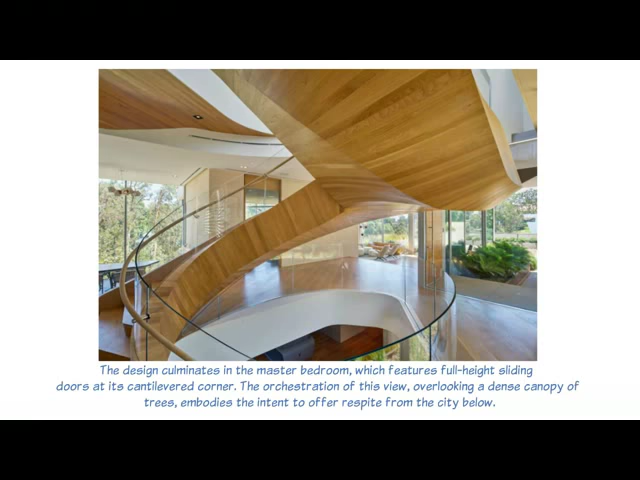 The design culminates in the master bedroom, which features full-height sliding
doors at its cantilevered corner. The orchestration of this view, overlooking a dense canopy of
trees, embodies the intent to offer respite from the city below.